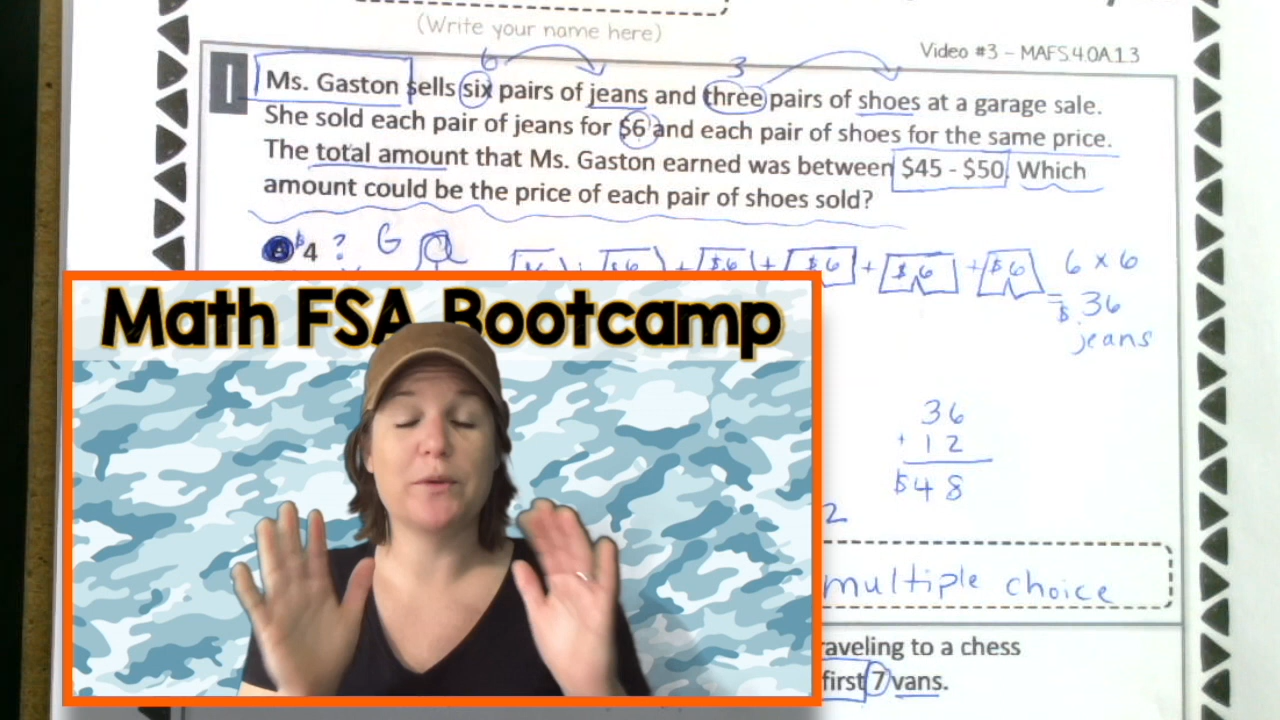 (Write your name here)
Video #3 – MAFS4.OA.1.3
6
3
1
Ms. Gaston sells six pairs of jeans and three pairs of shoes at a garage sale.
She sold each pair of jeans for $6 and each pair of shoes for the same price.
The total amount that Ms. Gaston earned was between $45 - $50. Which
amount could be the price of each pair of shoes sold?
A $4 ? G
$6 + $6 + $6 + $6 + $6 6 x 6
= $36
jeans
Math FSA Bootcamp
36
+ 12
$48
2
multiple choice
aveling to a chess
first 7 vans.